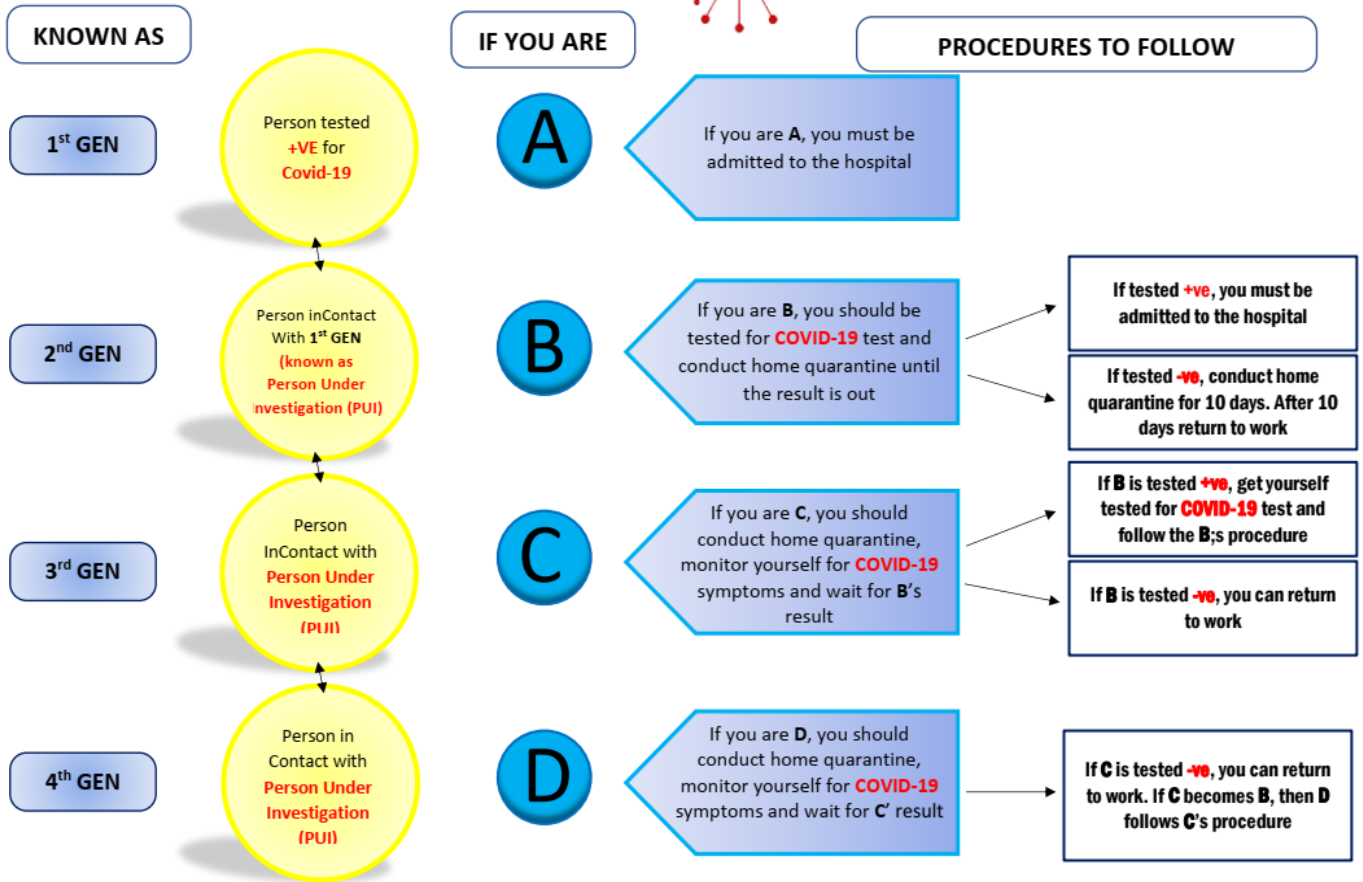 KNOWN AS
IF YOU ARE
PROCEDURES TO FOLLOW
1st GEN
Person tested
+VE for
Covid-19
A
If you are A, you must be
admitted to the hospital
2nd GEN
Person inContact
With 1st GEN
(known as
Person Under
Investigation (PUI)
B
If you are B, you should be
tested for COVID-19 test and
conduct home quarantine until
the result is out
If tested +ve, you must be
admitted to the hospital
If tested -ve, conduct home
quarantine for 10 days. After 10
days return to work
3rd GEN
Person
InContact with
Person Under
Investigation
(PUI)
C
If you are C, you should
conduct home quarantine,
monitor yourself for COVID-19
symptoms and wait for B's
result
If B is tested +ve, get yourself
tested for COVID-19 test and
follow the B;s procedure
If B is tested -ve, you can return
to work
4th GEN
Person in
Contact with
Person Under
Investigation
(PUI)
D
If you are D, you should
conduct home quarantine,
monitor yourself for COVID-19
symptoms and wait for C' result
If C is tested -ve, you can return
to work. If C becomes B, then D
follows C's procedure